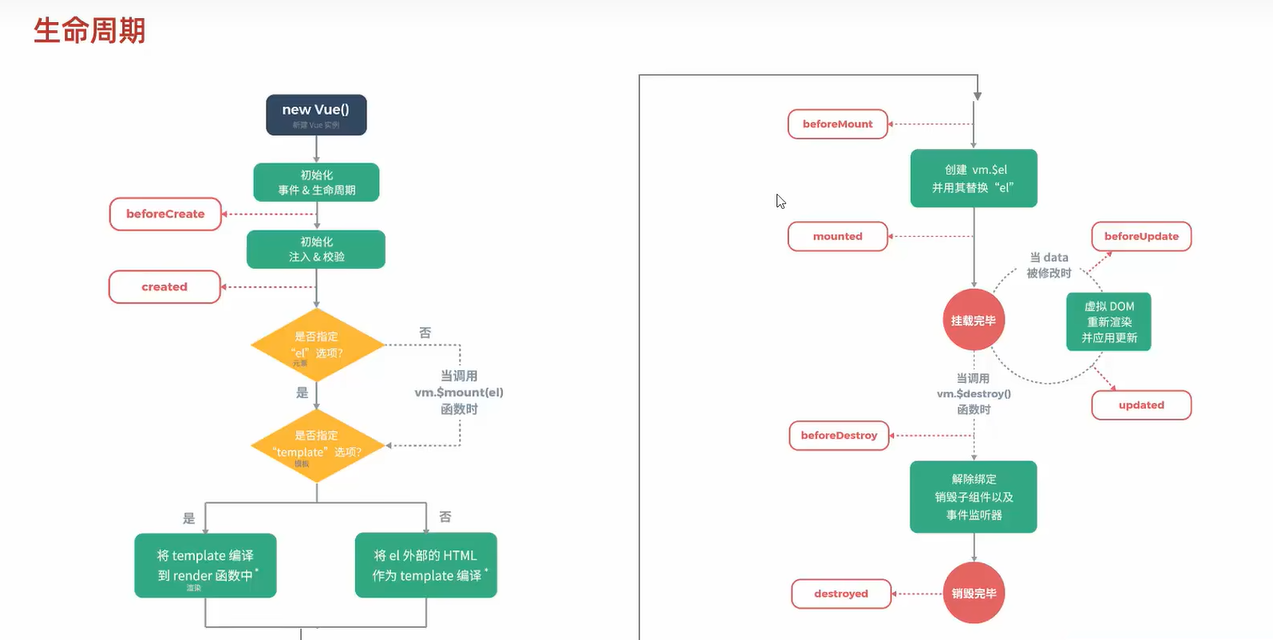 生命周期
new Vue()
新建 Vue 实例
初始化
事件 & 生命周期
beforeCreate
初始化
注入 & 校验
created
是否指定
“el”选项?
元素
否
是
当调用
vm.$mount(el)
函数时
是否指定
“template”选项?
模板
是
否
将 template 编译
到 render 函数中*
渲染
将 el 外部的 HTML
作为 template 编译*
beforeMount
创建 vm.$el
并用其替换“el”
mounted
beforeUpdate
当 data
被修改时
挂载完毕
虚拟 DOM
重新渲染
并应用更新
updated
当调用
vm.$destroy()
函数时
beforeDestroy
解除绑定
销毁子组件以及
事件监听器
destroyed
销毁完毕